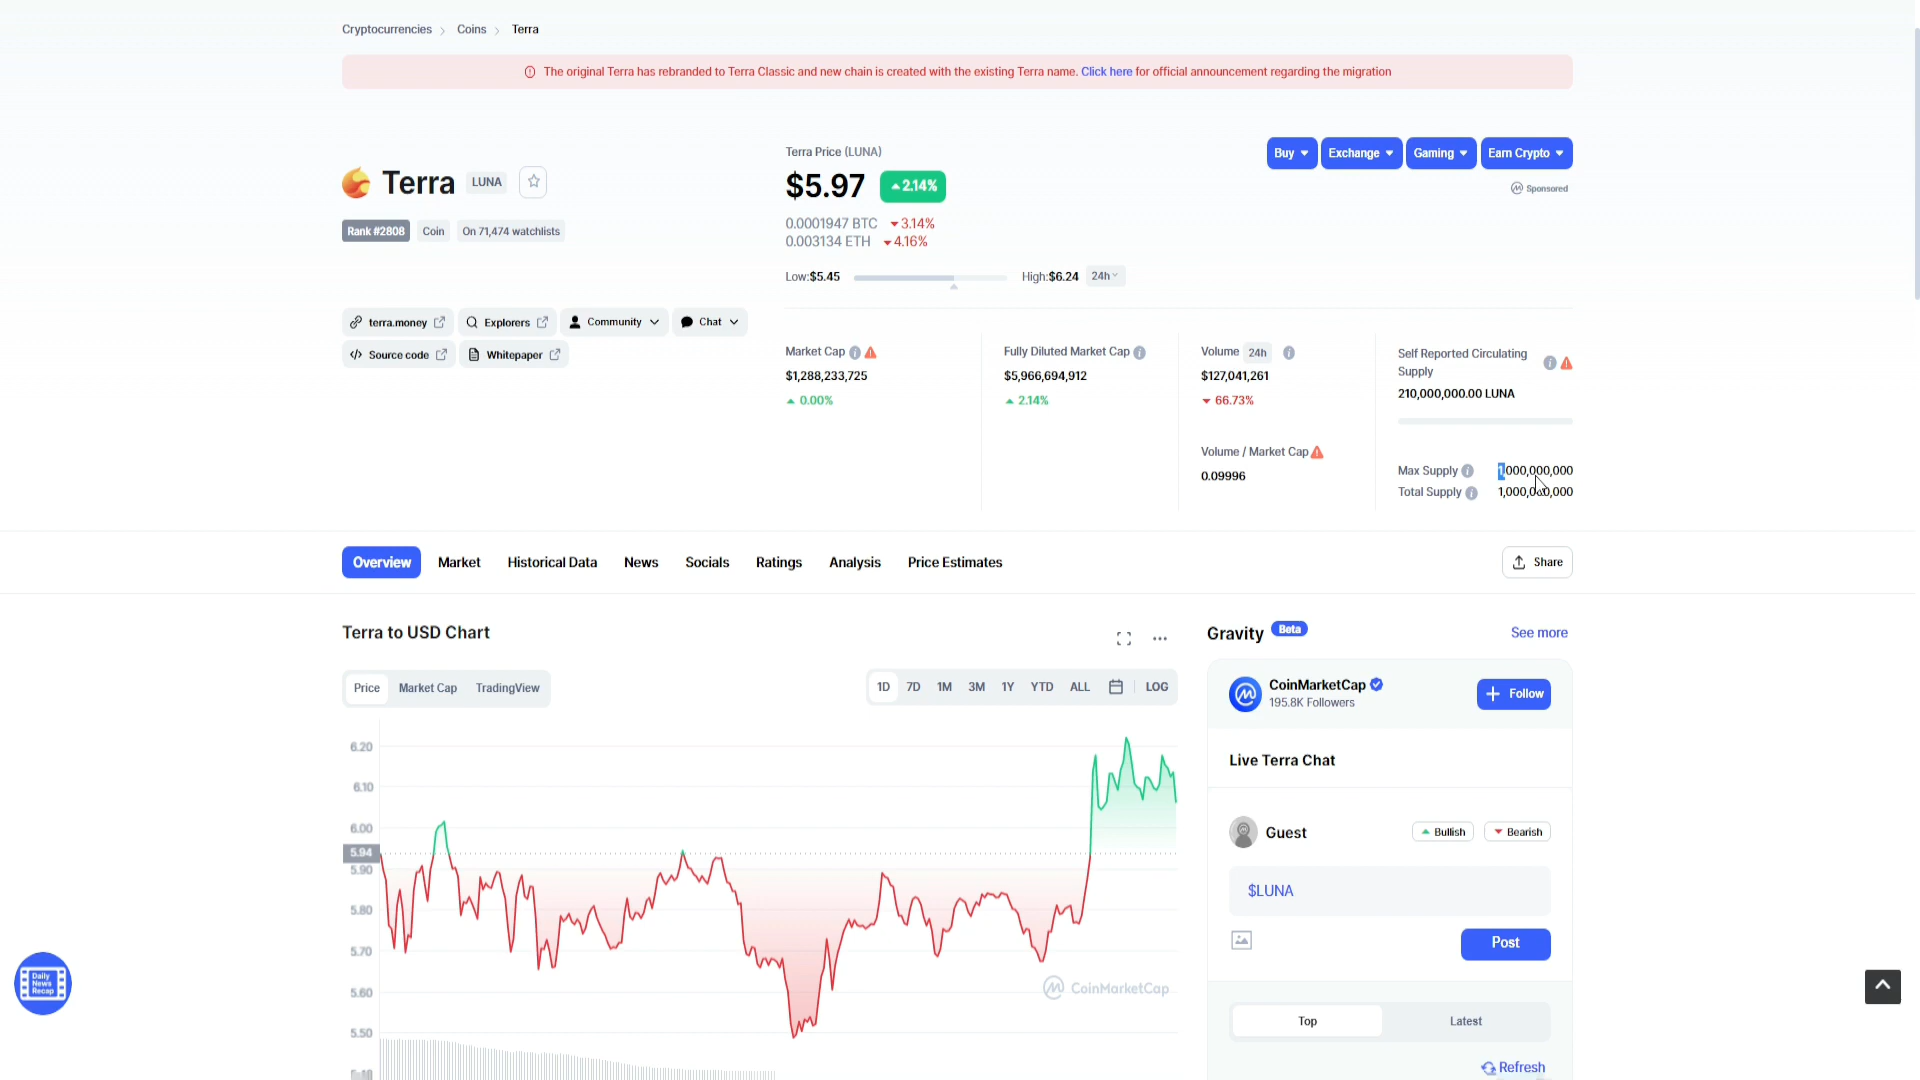 Cryptocurrencies
Coins
Terra
The original Terra has rebranded to Terra Classic and new chain is created with the existing Terra name. Click here for official announcement regarding the migration
Terra LUNA
Rank #2808 Coin On 71,474 watchlists
terra.money Explorers Community Chat
Source code Whitepaper
Terra Price (LUNA)
$5.97 2.14%
0.0001947 BTC 3.14%
0.003134 ETH 4.16%
Low:$5.45 High:$6.24 24h
Buy Exchange Gaming Earn Crypto
Sponsored
Market Cap
$1,288,233,725
0.00%
Fully Diluted Market Cap
$5,966,694,912
2.14%
Volume 24h
$127,041,261
66.73%
Volume / Market Cap
0.09996
Self Reported Circulating
Supply
210,000,000.00 LUNA
Max Supply 1,000,000,000
Total Supply 1,000,000,000
Overview Market Historical Data News Socials Ratings Analysis Price Estimates Share
Terra to USD Chart
Price Market Cap TradingView
1D 7D 1M 3M 1Y YTD ALL LOG
6.20
6.10
6.00
5.94
5.90
5.80
5.70
5.60
5.50
CoinMarketCap
Gravity Beta See more
CoinMarketCap
195.8K Followers
Follow
Live Terra Chat
Guest Bullish Bearish
$LUNA
Post
Top Latest
Refresh
Daily
News
Recap